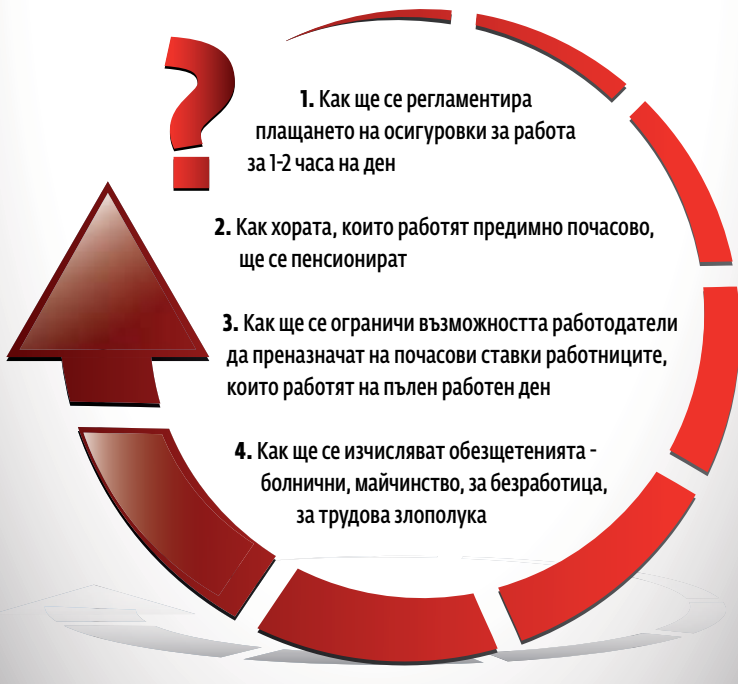 ?
1. Как ще се регламентира
плащането на осигуровки за работа
за 1-2 часа на ден
2. Как хората, които работят предимно почасово,
ще се пенсионират
3. Как ще се ограничи възможността работодатели
да преназначат на почасови ставки работниците,
които работят на пълен работен ден
4. Как ще се изчисляват обезщетенията -
болнични, майчинство, за безработица,
за трудова злополука